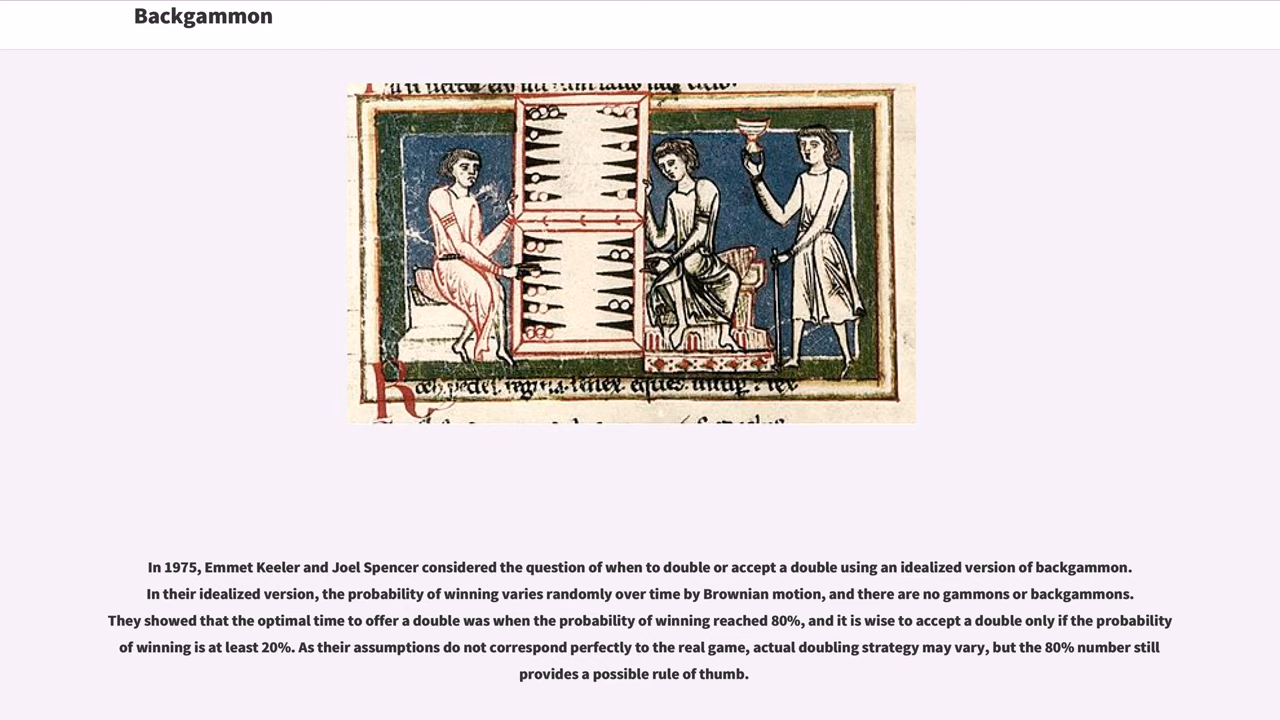 Backgammon
In 1975, Emmet Keeler and Joel Spencer considered the question of when to double or accept a double using an idealized version of backgammon.
In their idealized version, the probability of winning varies randomly over time by Brownian motion, and there are no gammons or backgammons.
They showed that the optimal time to offer a double was when the probability of winning reached 80%, and it is wise to accept a double only if the probability
of winning is at least 20%. As their assumptions do not correspond perfectly to the real game, actual doubling strategy may vary, but the 80% number still
provides a possible rule of thumb.